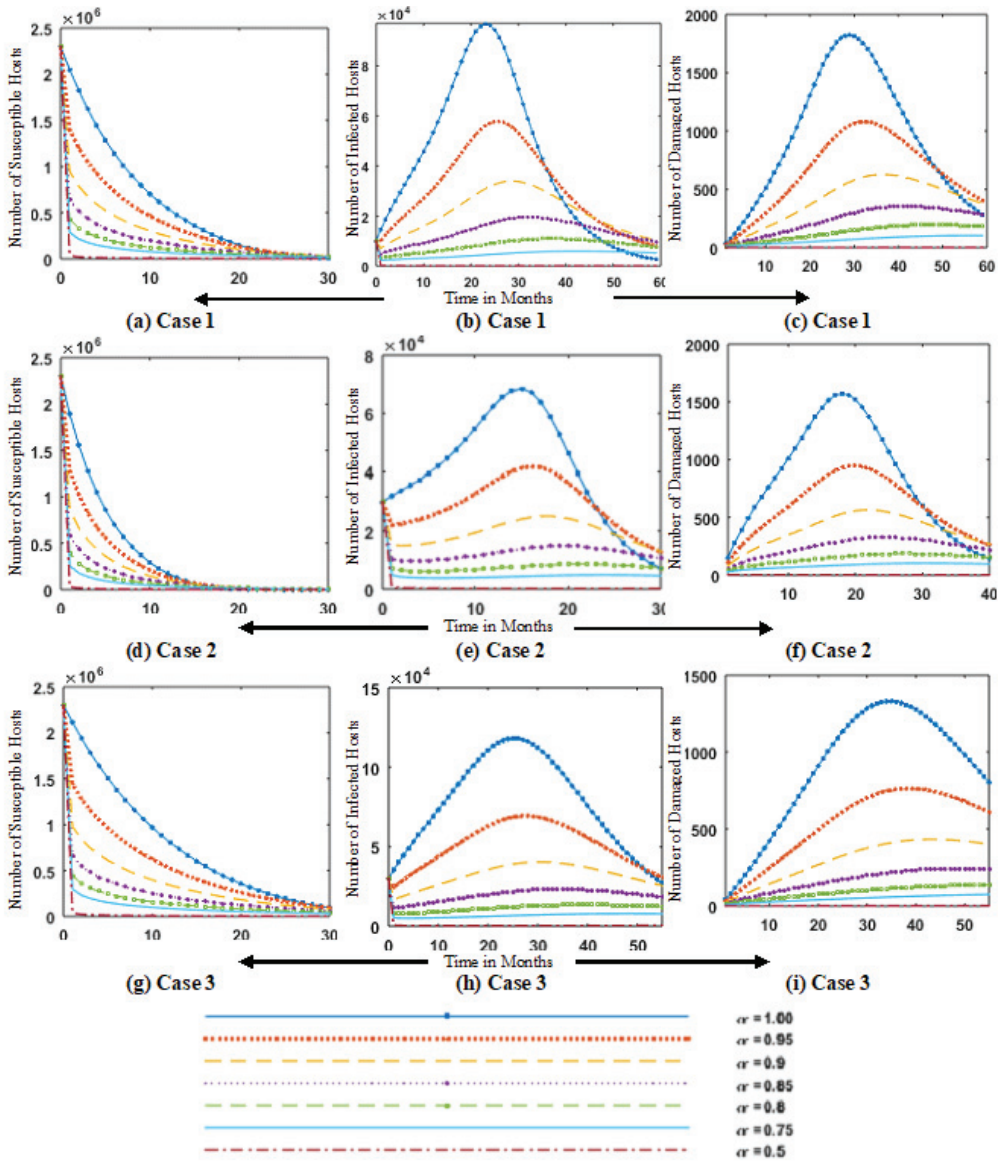 ×10⁶
2.5
2
1.5
1
0.5
0
0 10 20 30
Number of Susceptible Hosts
(a) Case 1
×10⁴
8
6
4
2
0
0 10 20 30 40 50 60
Number of Infected Hosts
(b) Case 1
2000
1500
1000
500
0
10 20 30 40 50 60
Number of Damaged Hosts
(c) Case 1
Time in Months
×10⁶
2.5
2
1.5
1
0.5
0
0 10 20 30
Number of Susceptible Hosts
(d) Case 2
×10⁴
8
6
4
2
0
0 10 20 30
Number of Infected Hosts
(e) Case 2
2000
1500
1000
500
0
10 20 30 40
Number of Damaged Hosts
(f) Case 2
Time in Months
×10⁶
2.5
2
1.5
1
0.5
0
0 10 20 30
Number of Susceptible Hosts
(g) Case 3
×10⁴
15
10
5
0
0 10 20 30 40 50
Number of Infected Hosts
(h) Case 3
1500
1000
500
0
10 20 30 40 50
Number of Damaged Hosts
(i) Case 3
Time in Months
α = 1.00
α = 0.95
α = 0.9
α = 0.85
α = 0.8
α = 0.75
α = 0.5